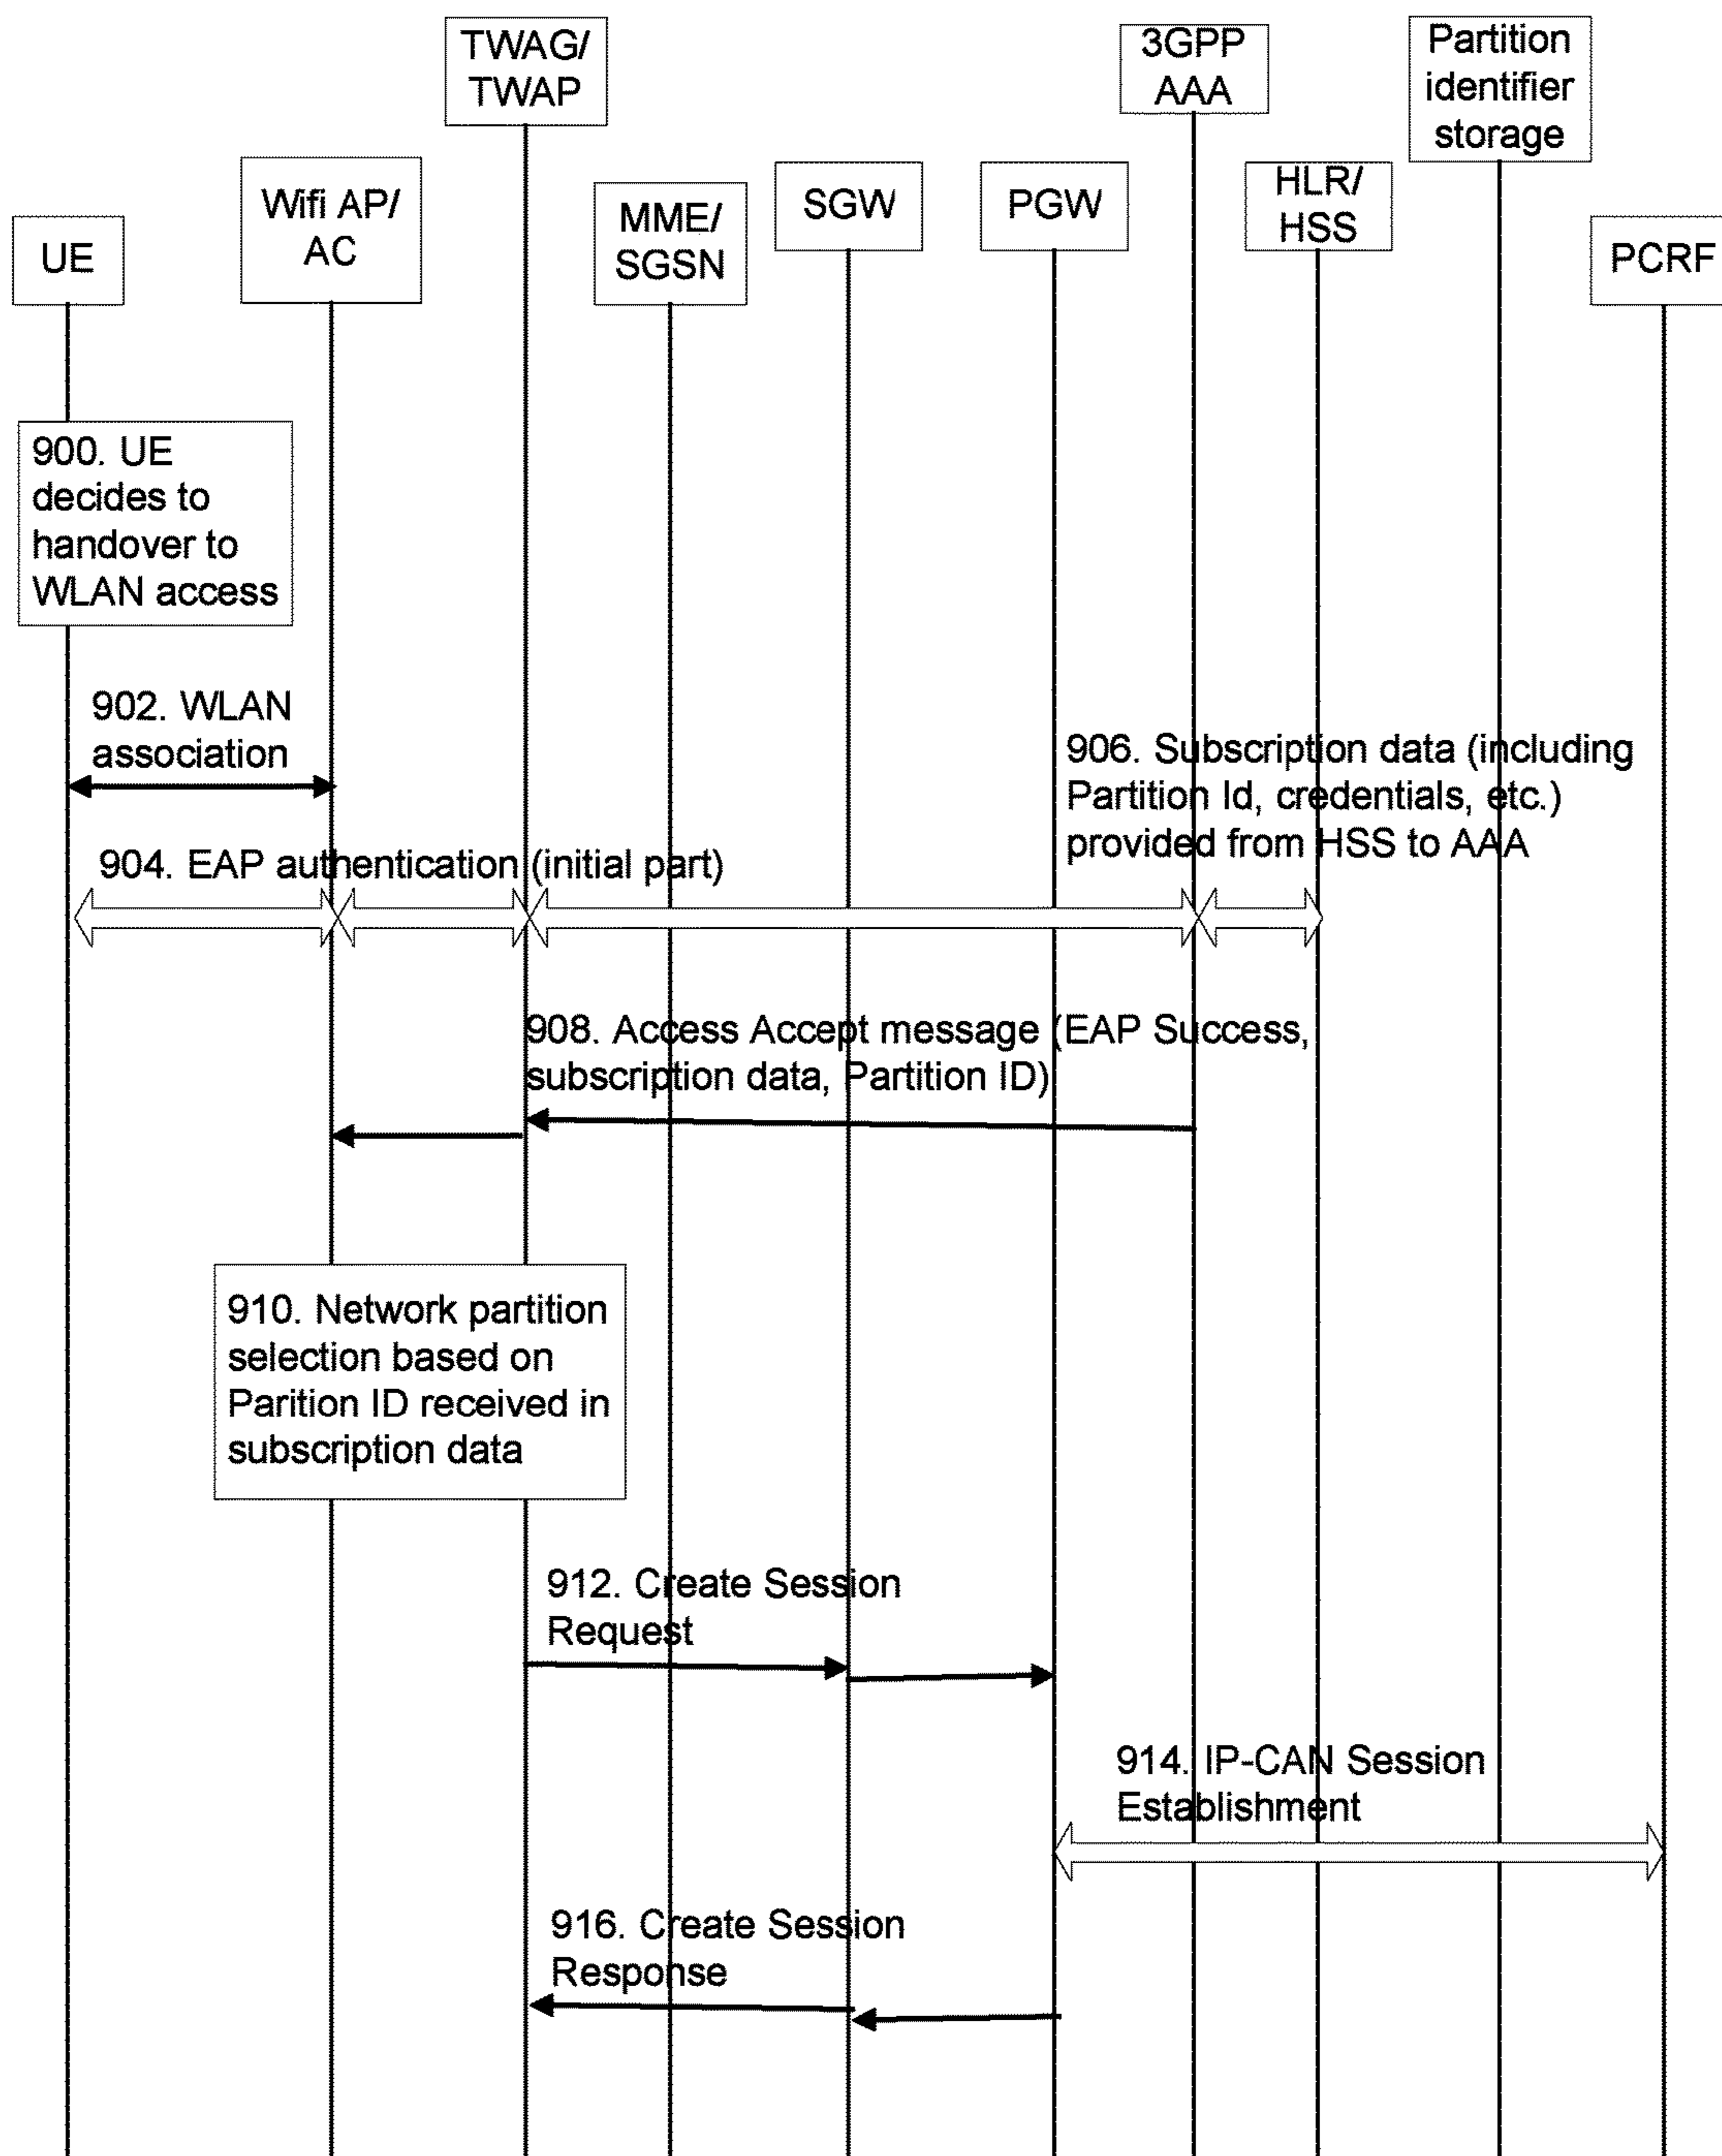 TWAG/
TWAP
3GPP
AAA
Partition
identifier
storage
Wifi AP/
AC
MME/
SGSN
SGW
PGW
HLR/
HSS
UE
PCRF
900. UE
decides to
handover to
WLAN access
902. WLAN
association
906. Subscription data (including
Partition Id, credentials, etc.)
provided from HSS to AAA
904. EAP authentication (initial part)
908. Access Accept message (EAP Success,
subscription data, Partition ID)
910. Network partition
selection based on
Parition ID received in
subscription data
912. Create Session
Request
914. IP-CAN Session
Establishment
916. Create Session
Response